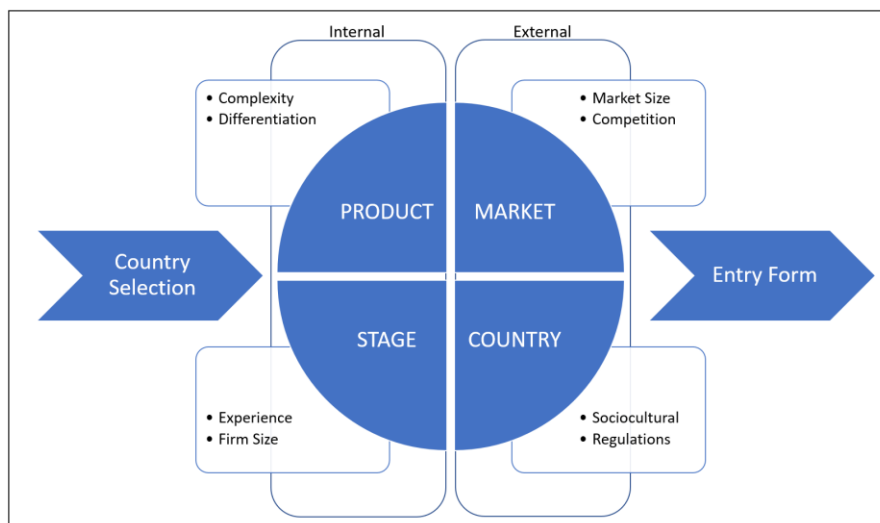 Internal
External
• Complexity
• Differentiation
• Market Size
• Competition
PRODUCT
MARKET
Country
Selection
Entry Form
STAGE
COUNTRY
• Experience
• Firm Size
• Sociocultural
• Regulations